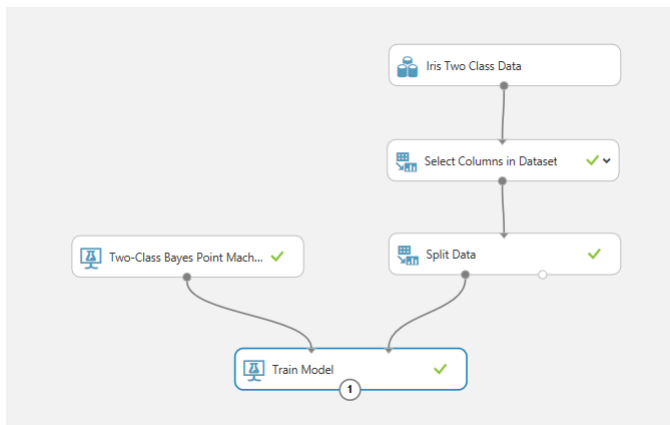 Iris Two Class Data
Select Columns in Dataset
Two-Class Bayes Point Mach...
Split Data
Train Model
1